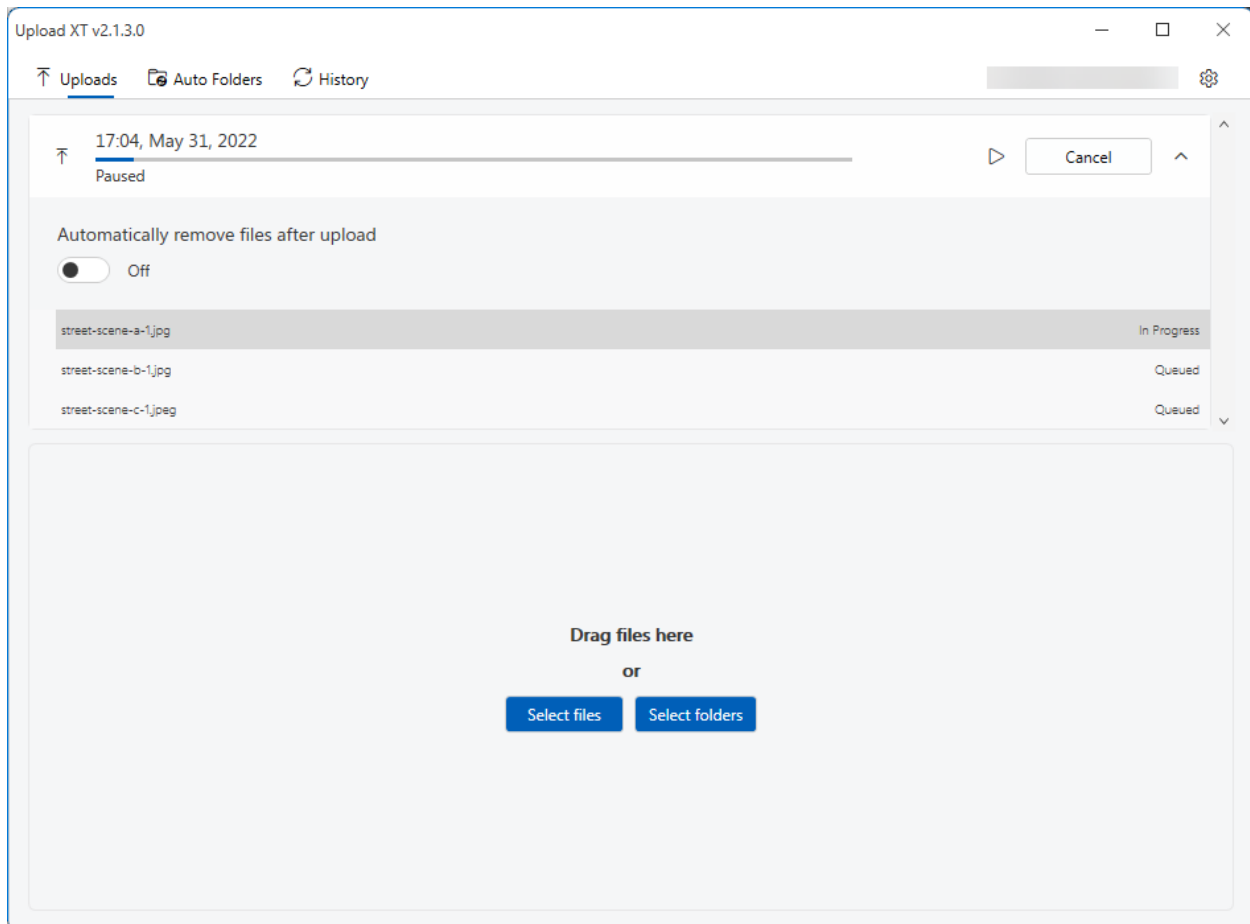 Upload XT v2.1.3.0
Uploads Auto Folders History
17:04, May 31, 2022
Cancel
Paused
Automatically remove files after upload
Off
street-scene-a-1.jpg In Progress
street-scene-b-1.jpg Queued
street-scene-c-1.jpeg Queued
Drag files here
or
Select files Select folders